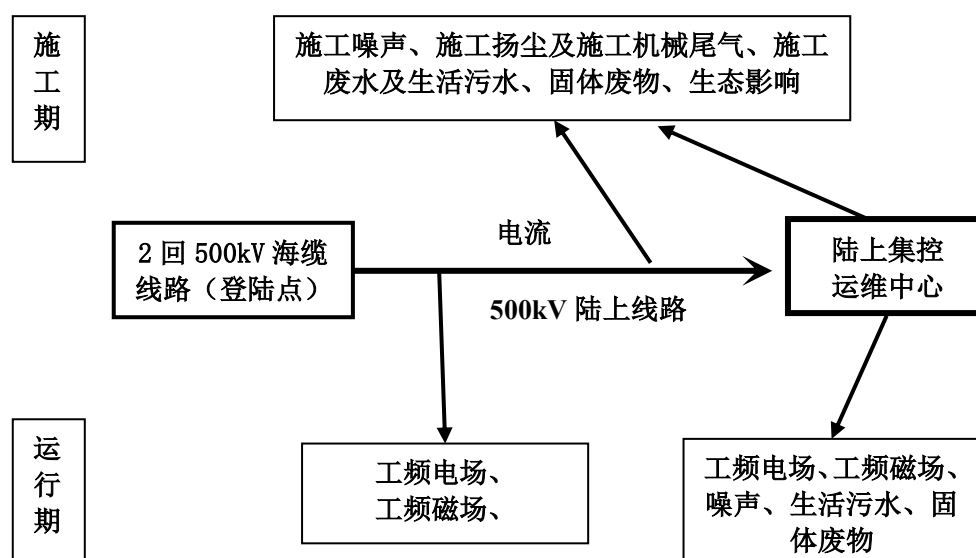 施
工
期
施工噪声、施工扬尘及施工机械尾气、施工
废水及生活污水、固体废物、生态影响
2 回 500kV 海缆
线路（登陆点）
电流
500kV 陆上线路
陆上集控
运维中心
运
行
期
工频电场、
工频磁场、
工频电场、工频磁场、
噪声、生活污水、固
体废物